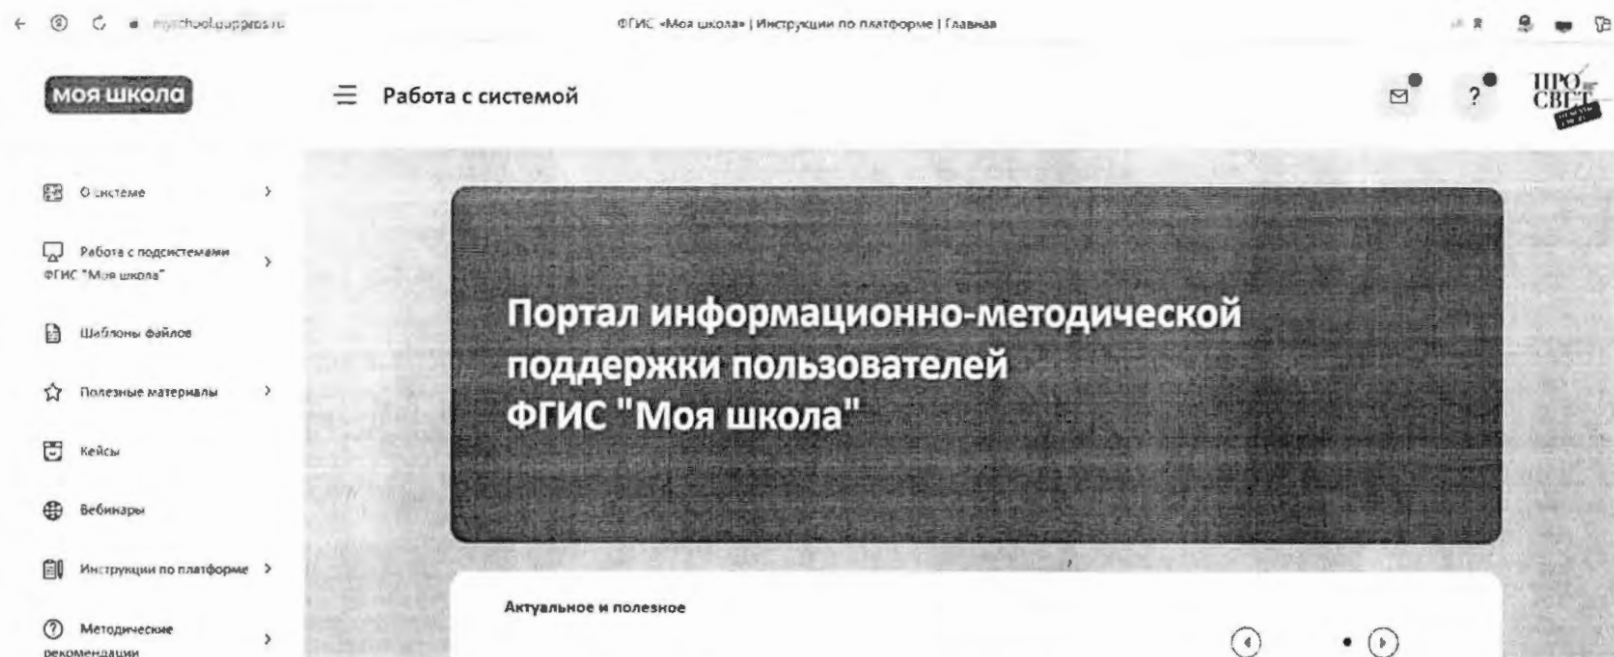 ФГИС «Моя школа» | Инструкции по платформе | Главная
моя школа
Работа с системой
?
ПРО
СВЕТ
О системе
Работа с подсистемами
ФГИС "Моя школа"
Шаблоны файлов
Полезные материалы
Кейсы
Вебинары
Инструкции по платформе
Методические
рекомендации
Портал информационно-методической
поддержки пользователей
ФГИС "Моя школа"
Актуальное и полезное